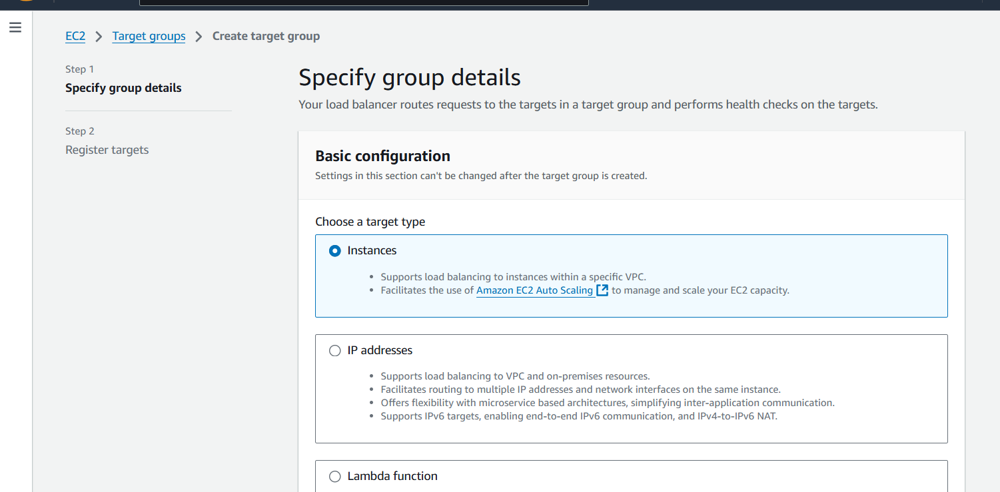 EC2 > Target groups > Create target group
Step 1
Specify group details
Step 2
Register targets
Specify group details
Your load balancer routes requests to the targets in a target group and performs health checks on the targets.
Basic configuration
Settings in this section can't be changed after the target group is created.
Choose a target type
Instances
• Supports load balancing to instances within a specific VPC.
• Facilitates the use of Amazon EC2 Auto Scaling to manage and scale your EC2 capacity.
IP addresses
• Supports load balancing to VPC and on-premises resources.
• Facilitates routing to multiple IP addresses and network interfaces on the same instance.
• Offers flexibility with microservice based architectures, simplifying inter-application communication.
• Supports IPv6 targets, enabling end-to-end IPv6 communication, and IPv4-to-IPv6 NAT.
Lambda function